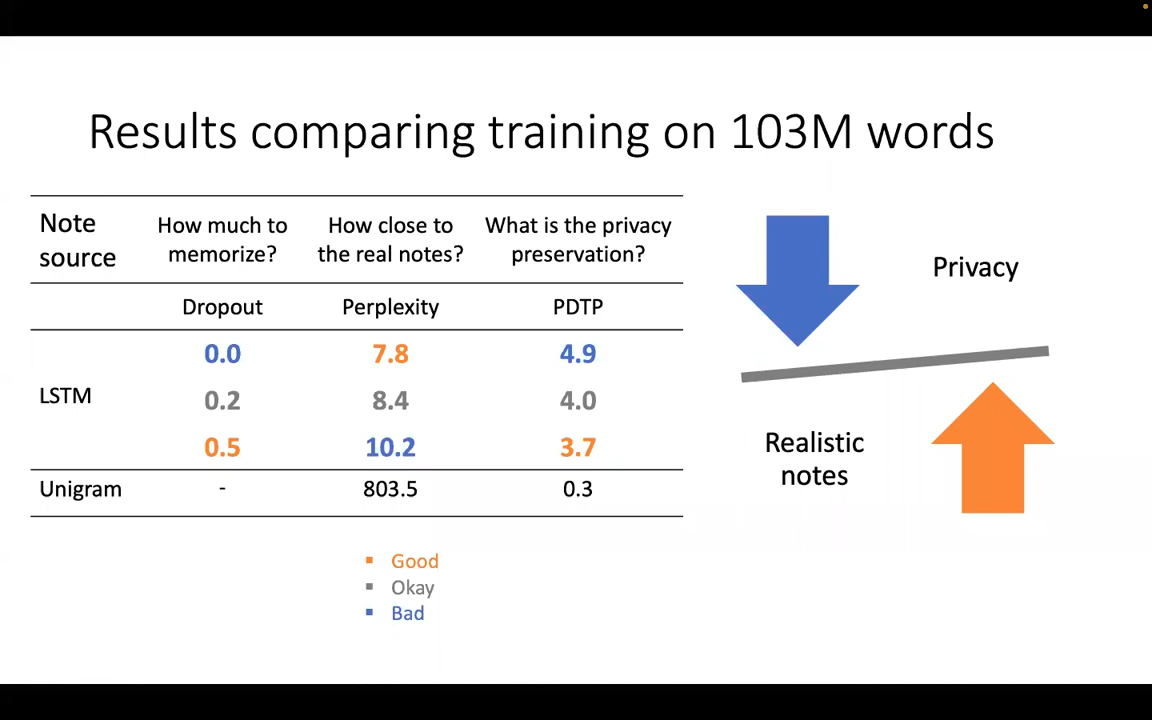 Results comparing training on 103M words
Note source
How much to memorize?
How close to the real notes?
What is the privacy preservation?
Dropout
Perplexity
PDTP
LSTM
0.0
7.8
4.9
0.2
8.4
4.0
0.5
10.2
3.7
Unigram
-
803.5
0.3
Good
Okay
Bad
Privacy
Realistic
notes